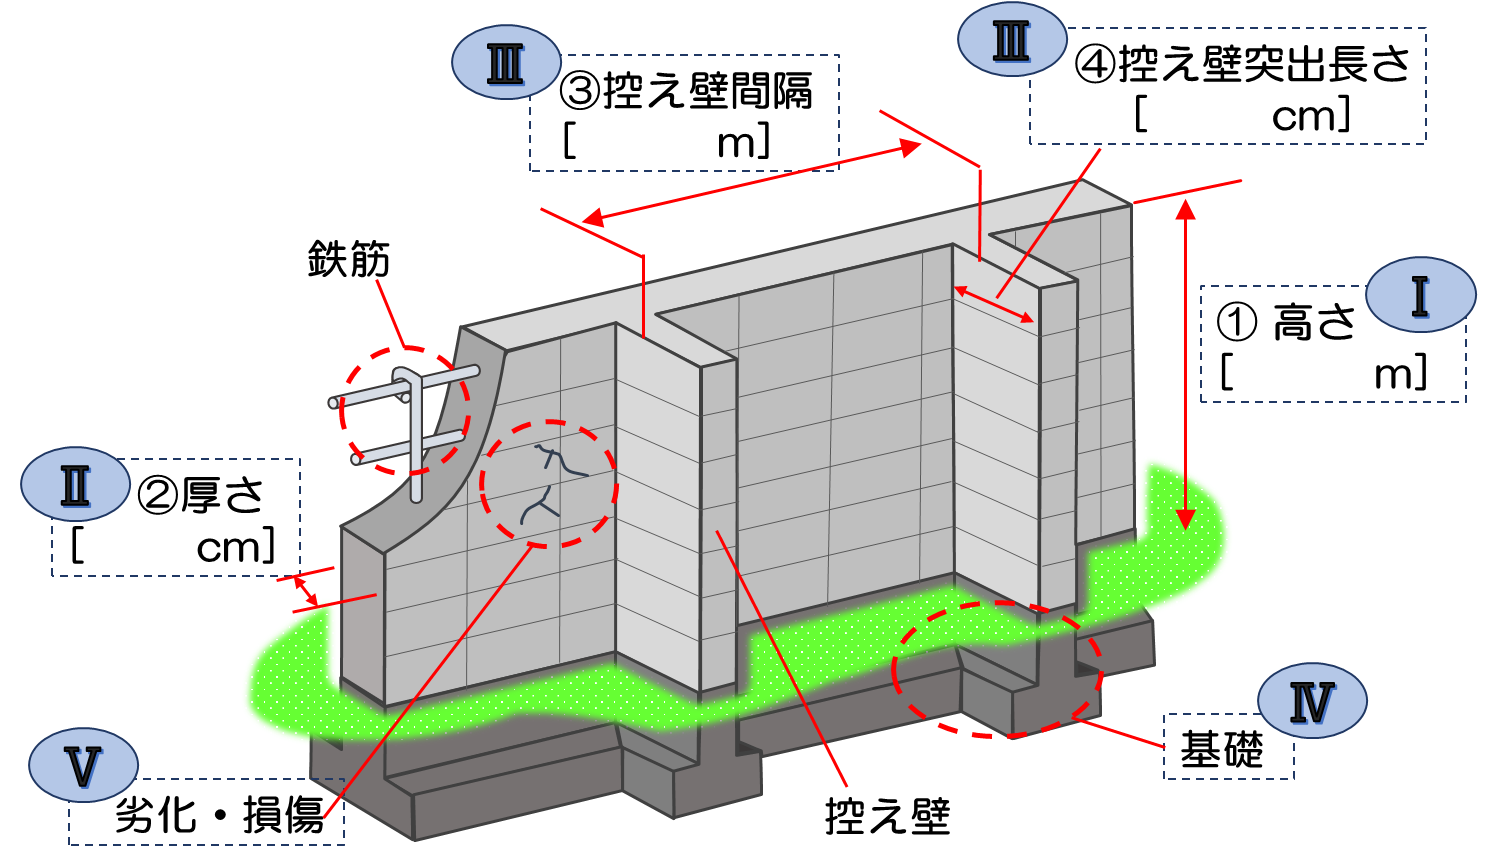 Ⅲ
③控え壁間隔
[ m]
Ⅲ
④控え壁突出長さ
[ cm]
鉄筋
Ⅰ
① 高さ
[ m]
Ⅱ
②厚さ
[ cm]
Ⅳ
基礎
Ⅴ
劣化・損傷
控え壁